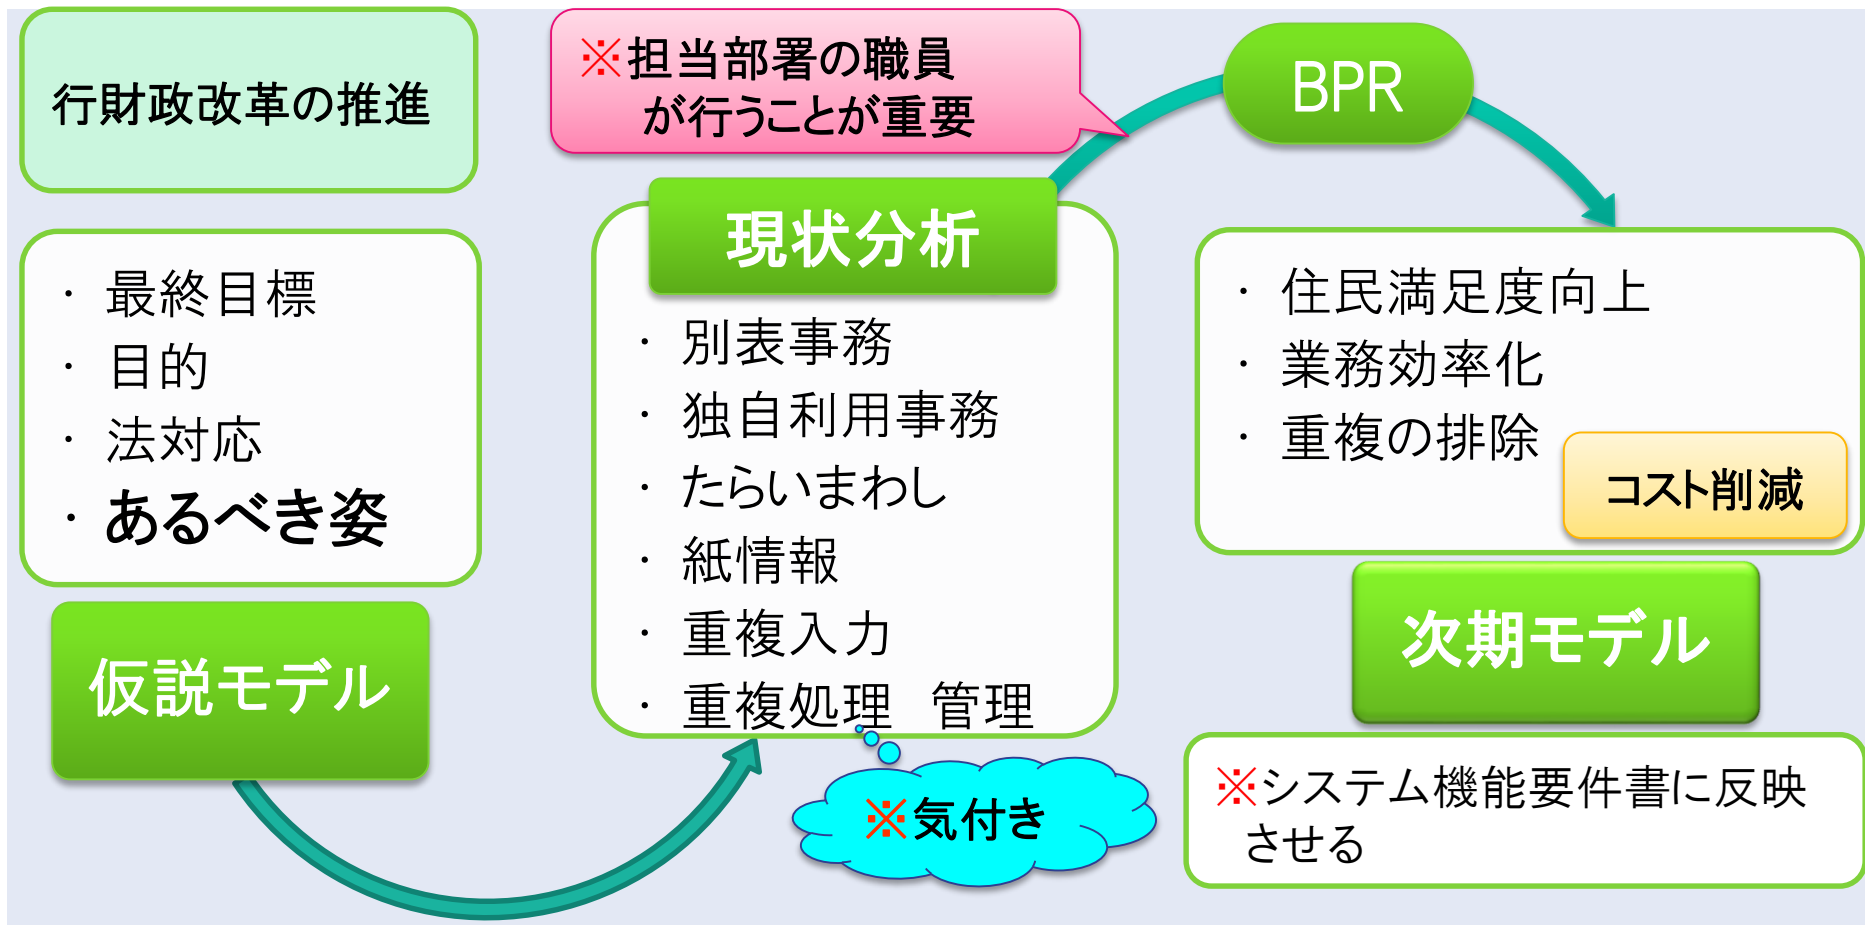 行財政改革の推進
・ 最終目標
・ 目的
・ 法対応
・ あるべき姿
仮説モデル
※担当部署の職員
が行うことが重要
現状分析
・ 別表事務
・ 独自利用事務
・ たらいまわし
・ 紙情報
・ 重複入力
・ 重複処理　管理
※気付き
BPR
・ 住民満足度向上
・ 業務効率化
・ 重複の排除
コスト削減
次期モデル
※システム機能要件書に反映
させる